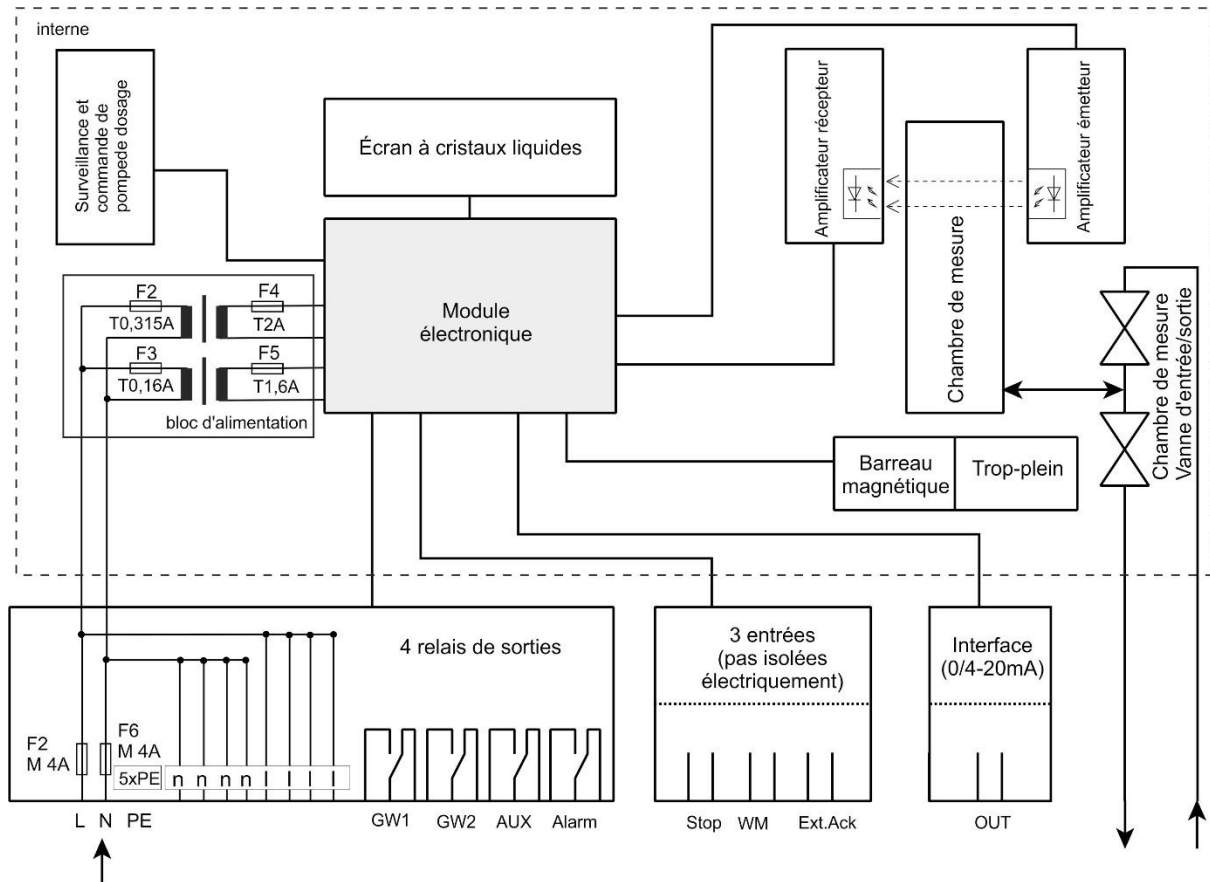 interne
Surveillance et
commande de
pompede dosage
Écran à cristaux liquides
Amplificateur récepteur
Chambre de mesure
Amplificateur émetteur
Module
électronique
F2
T0,315A
F4
T2A
F3
T0,16A
F5
T1,6A
bloc d'alimentation
Chambre de mesure
Vanne d'entrée/sortie
Barreau
magnétique
Trop-plein
4 relais de sorties
3 entrées
(pas isolées
électriquement)
Interface
(0/4-20mA)
F2
M 4A
F6
M 4A
5xPE
n n n n l l l l
L N PE
GW1 GW2 AUX Alarm
Stop WM Ext.Ack
OUT